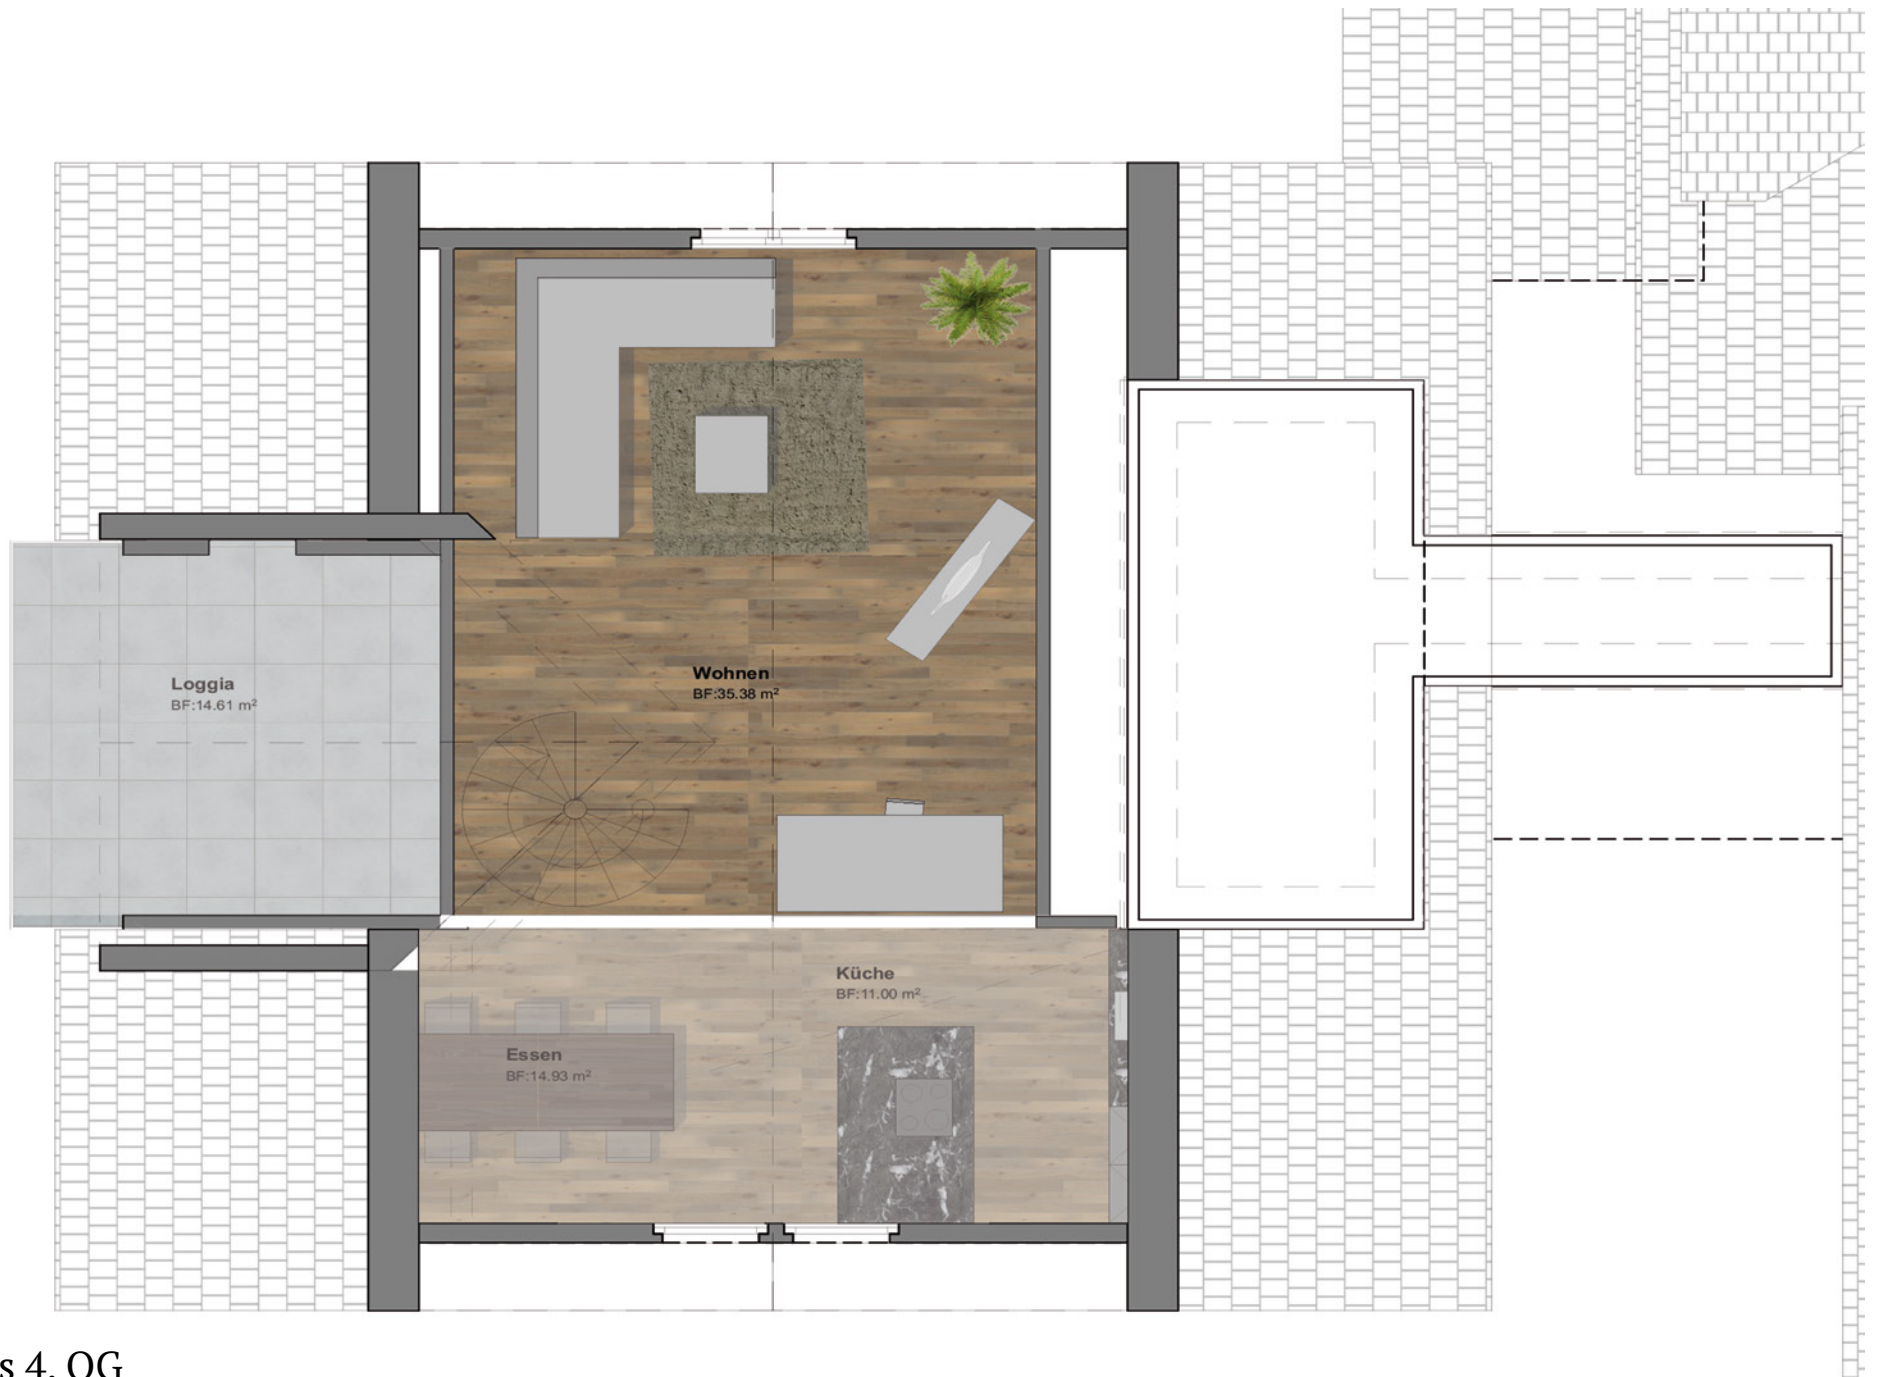 Loggia
BF:14.61 m²
Wohnen
BF:35.38 m²
Küche
BF:11.00 m²
Essen
BF:14.93 m²
s 4. OG